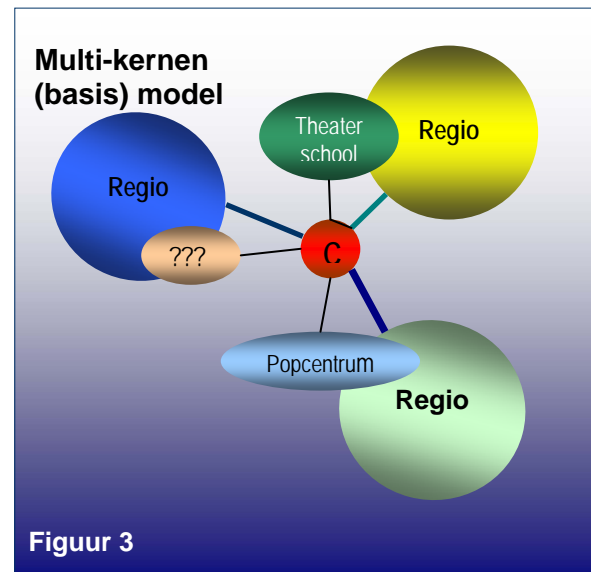 Multi-kernen
(basis) model
Theater
school
Regio
Regio
???
C
Popcentrum
Regio
Figuur 3